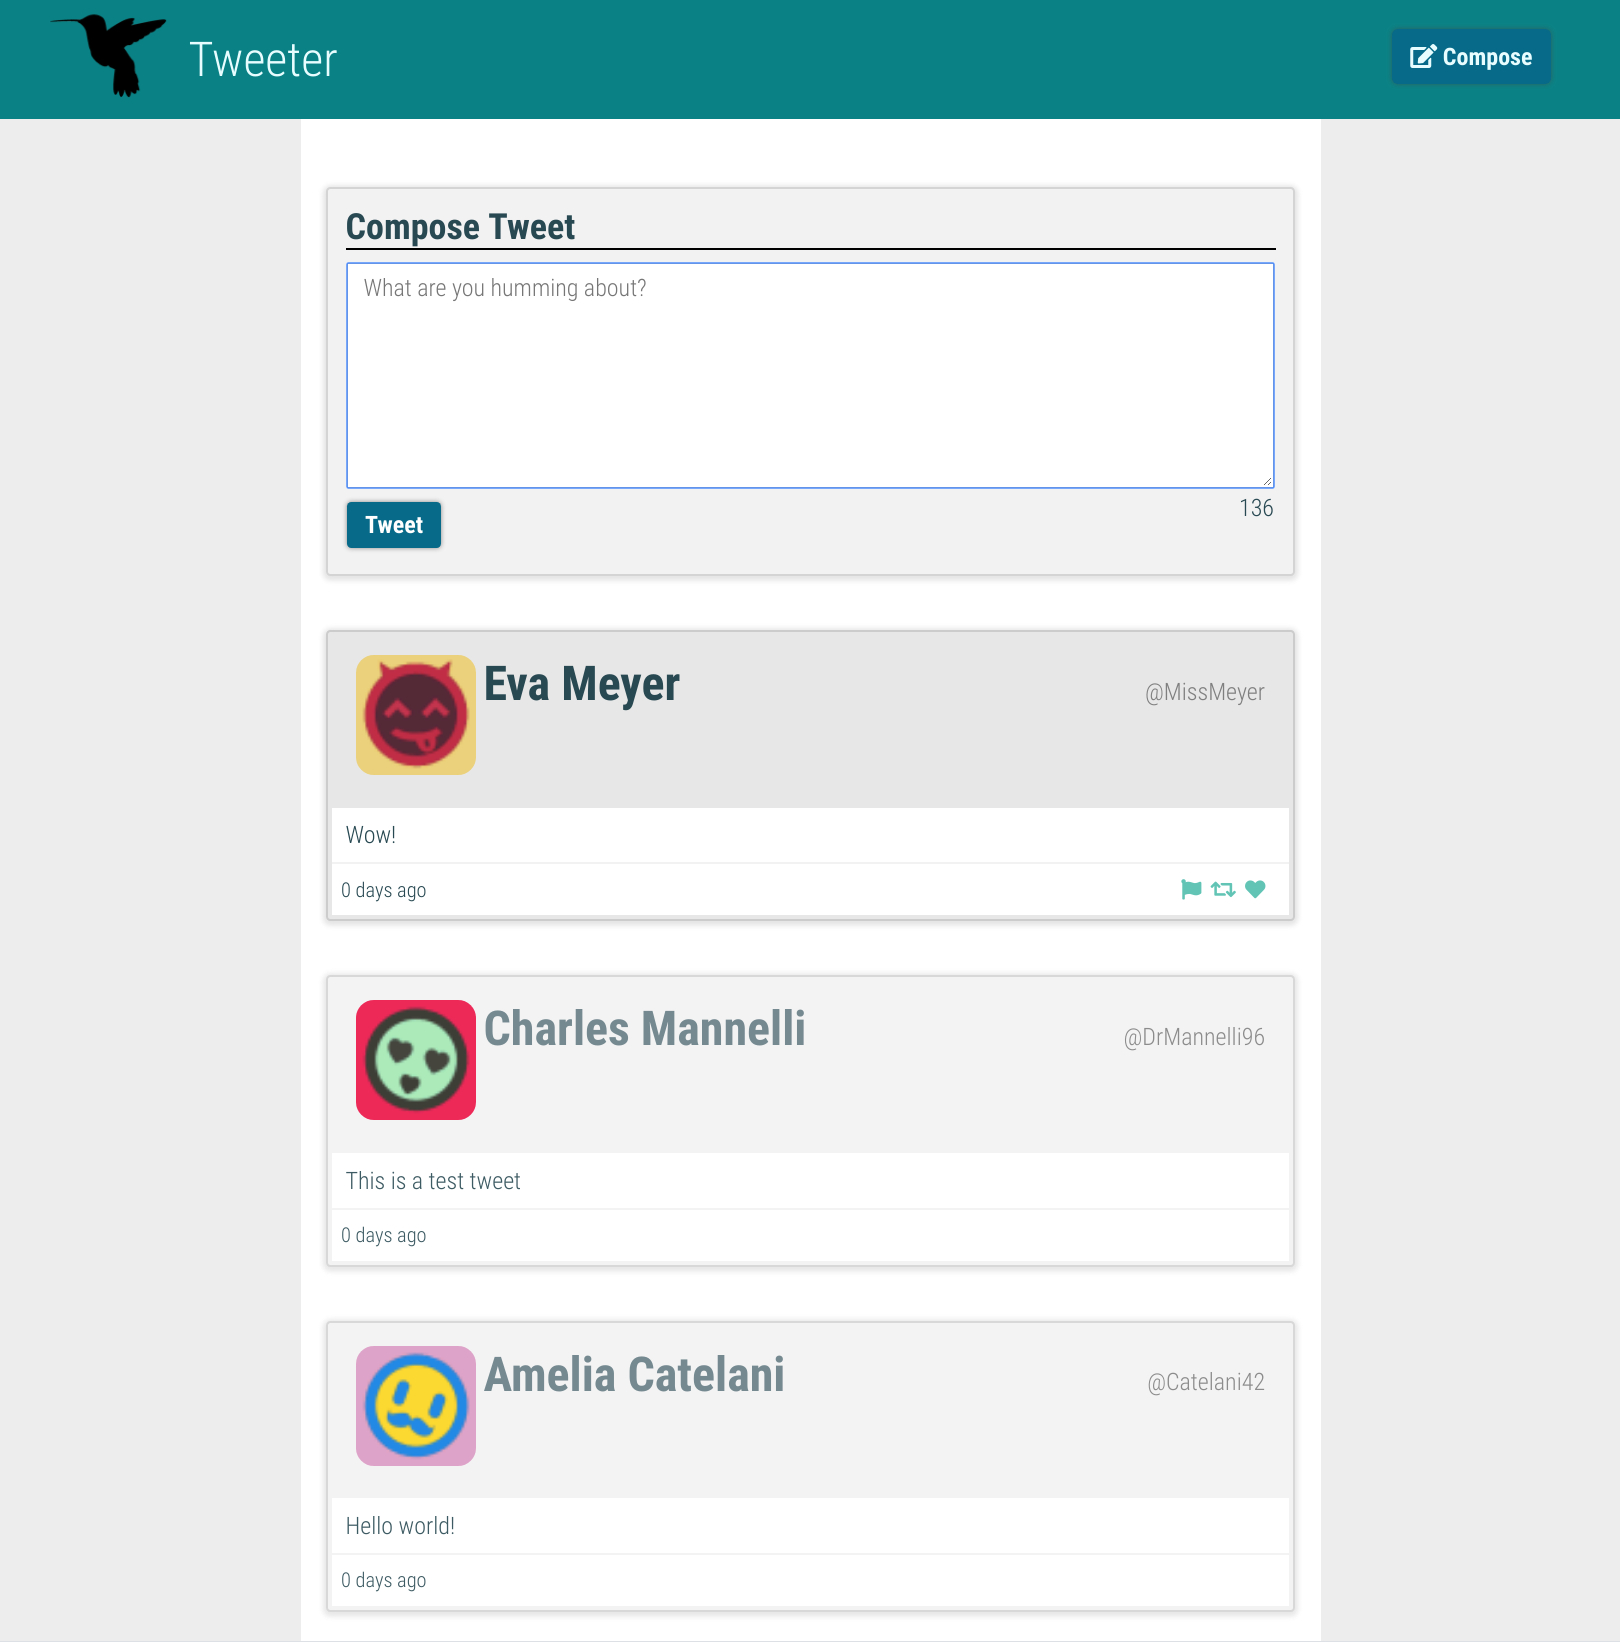 Tweeter
Compose
Compose Tweet
What are you humming about?
Tweet
136
Eva Meyer
@MissMeyer
Wow!
0 days ago
Charles Mannelli
@DrMannelli96
This is a test tweet
0 days ago
Amelia Catelani
@Catelani42
Hello world!
0 days ago